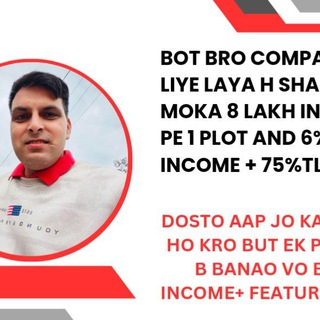 BOT BRO COMPA
LIYE LAYA H SHA
MOKA 8 LAKH IN
PE 1 PLOT AND 6%
INCOME + 75%TL
DOSTO AAP JO KA
HO KRO BUT EK P
B BANAO VO B
INCOME+ FEATUR